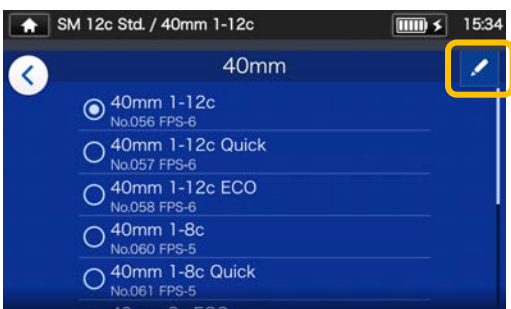 SM 12c Std. / 40mm 1-12c 15:34
40mm
40mm 1-12c
No.056 FPS-6
40mm 1-12c Quick
No.057 FPS-6
40mm 1-12c ECO
No.058 FPS-6
40mm 1-8c
No.060 FPS-5
40mm 1-8c Quick
No.061 FPS-5